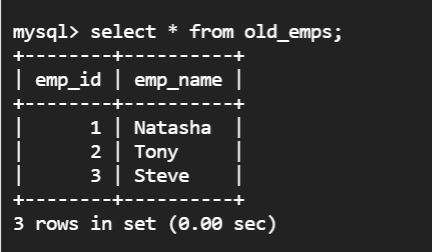 mysql> select * from old_emps;
+--------+----------+
| emp_id | emp_name |
+--------+----------+
|      1 | Natasha  |
|      2 | Tony     |
|      3 | Steve    |
+--------+----------+
3 rows in set (0.00 sec)